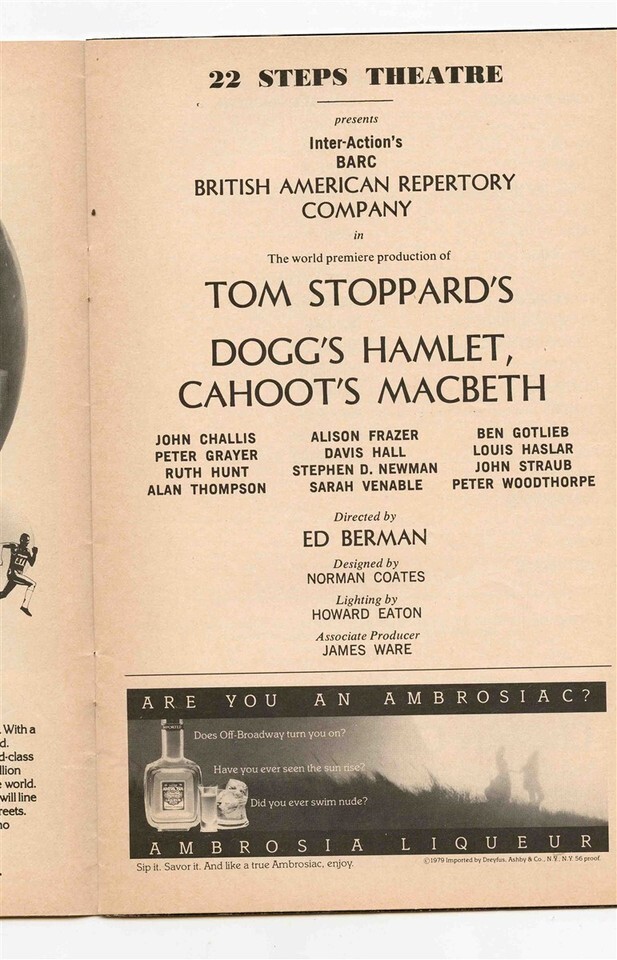 22 STEPS THEATRE
presents
Inter-Action's
BARC
BRITISH AMERICAN REPERTORY
COMPANY
in
The world premiere production of
TOM STOPPARD'S
DOGG'S HAMLET,
CAHOOT'S MACBETH
JOHN CHALLIS
PETER GRAYER
RUTH HUNT
ALAN THOMPSON
ALISON FRAZER
DAVIS HALL
STEPHEN D. NEWMAN
SARAH VENABLE
BEN GOTLIEB
LOUIS HASLAR
JOHN STRAUB
PETER WOODTHORPE
Directed by
ED BERMAN
Designed by
NORMAN COATES
Lighting by
HOWARD EATON
Associate Producer
JAMES WARE
ARE YOU AN AMBROSIAC?
Does Off-Broadway turn you on?
Have you ever seen the sun rise?
Did you ever swim nude?
AMBROSIA LIQUEUR
Sip it. Savor it. And like a true Ambrosiac, enjoy.
©1979 Imported by Dreyfus, Ashby & Co., N.Y., N.Y. 56 proof.
. With a
d.
d-class
llion
e world.
will line
reets.
no